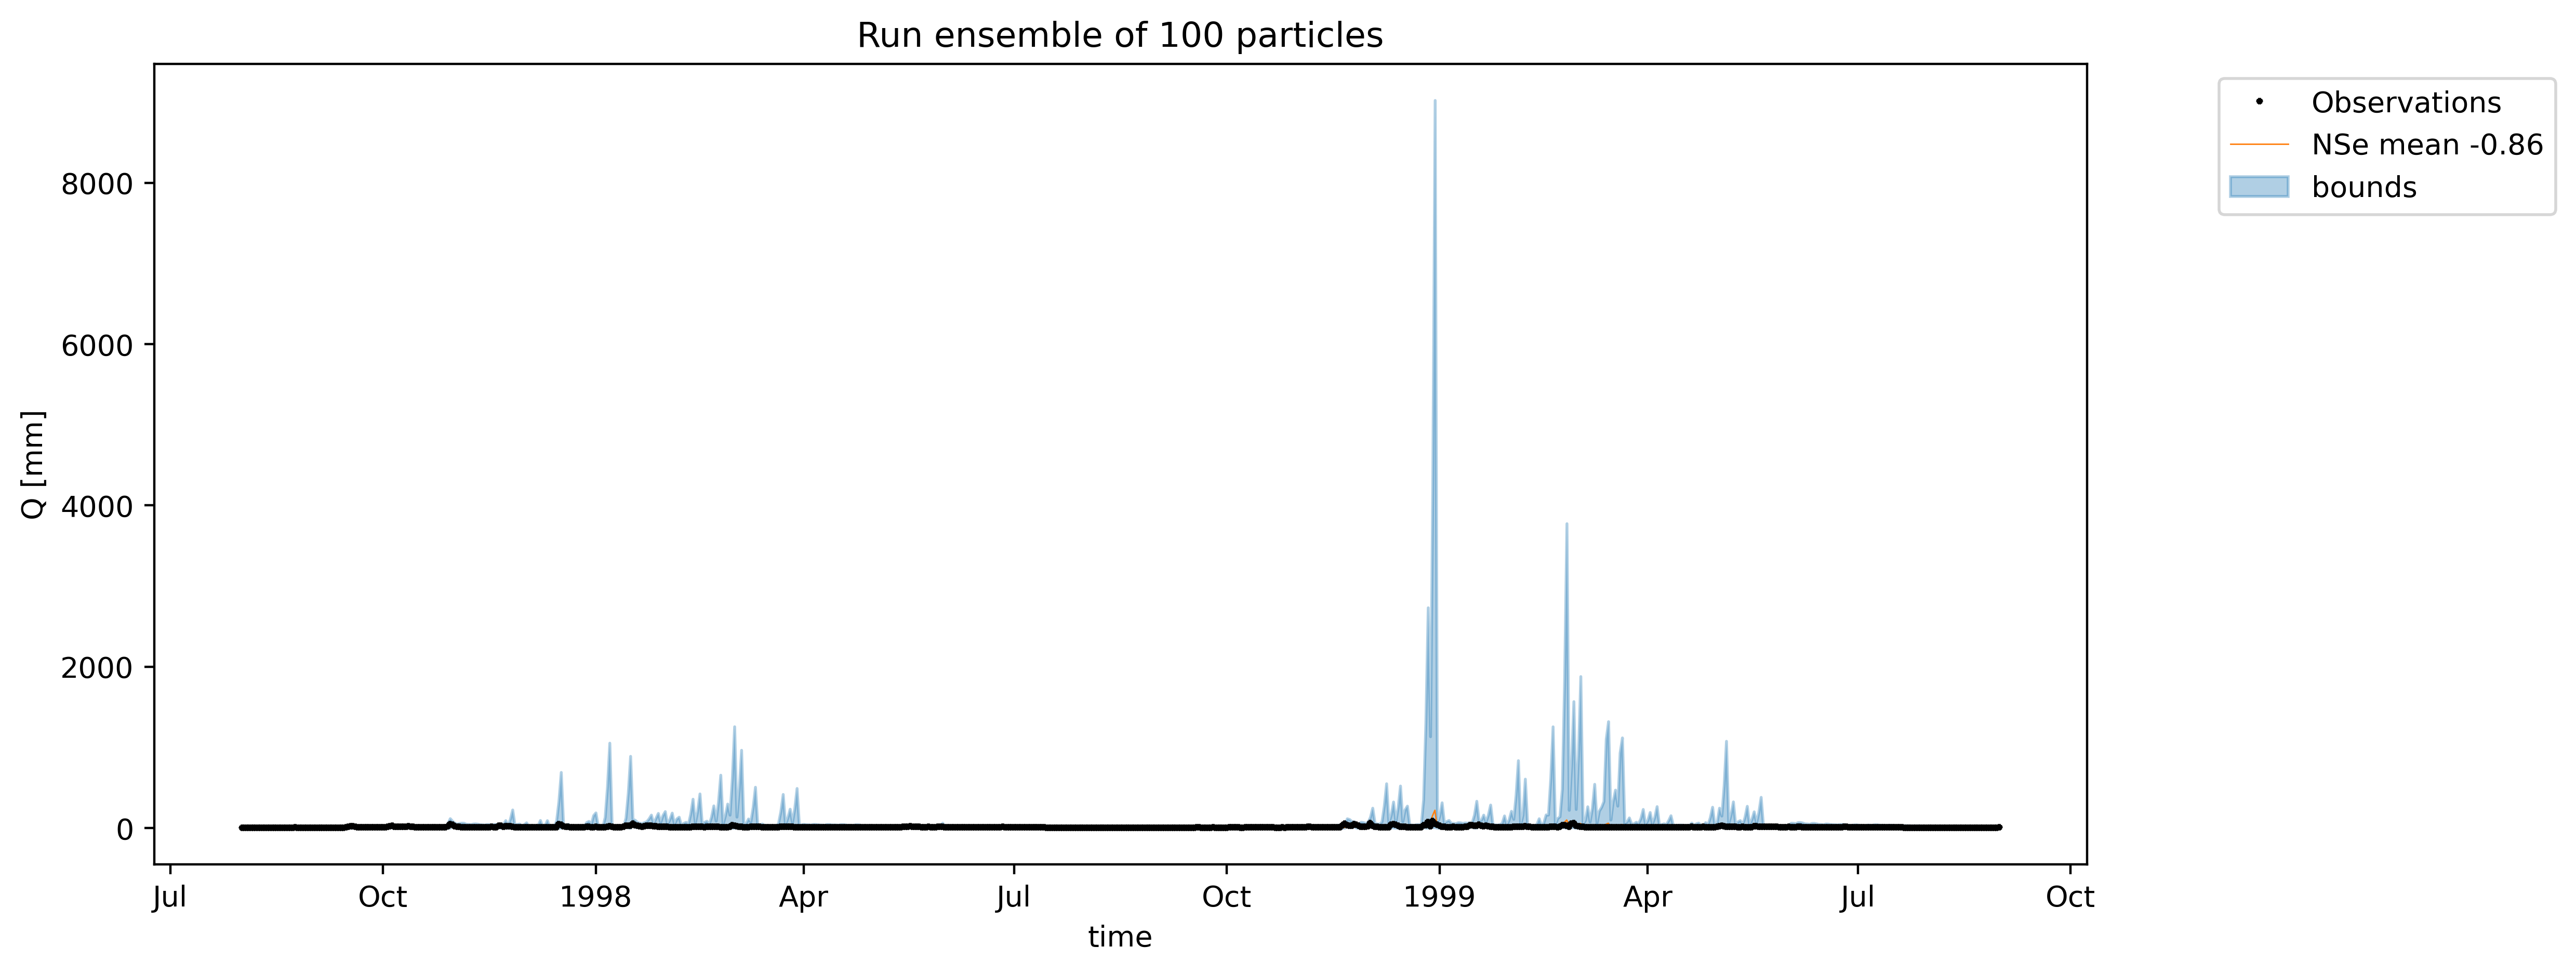 Run ensemble of 100 particles
Observations
NSe mean -0.86
bounds
Q [mm]
8000
6000
4000
2000
0
Jul
Oct
1998
Apr
Jul
Oct
1999
Apr
Jul
Oct
time